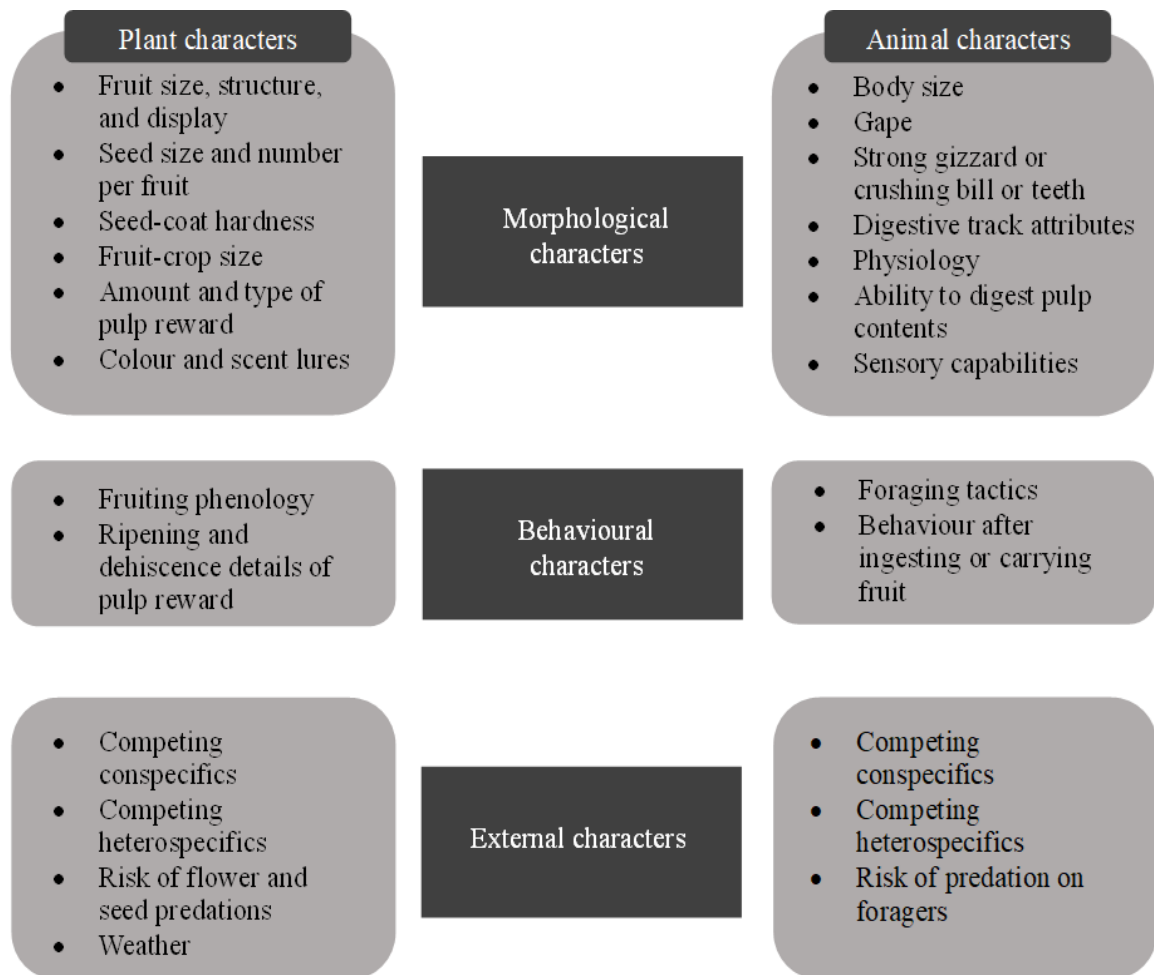 Plant characters
• Fruit size, structure,
and display
• Seed size and number
per fruit
• Seed-coat hardness
• Fruit-crop size
• Amount and type of
pulp reward
• Colour and scent lures
Morphological
characters
Animal characters
• Body size
• Gape
• Strong gizzard or
crushing bill or teeth
• Digestive track attributes
• Physiology
• Ability to digest pulp
contents
• Sensory capabilities
• Fruiting phenology
• Ripening and
dehiscence details of
pulp reward
Behavioural
characters
• Foraging tactics
• Behaviour after
ingesting or carrying
fruit
• Competing
conspecifics
• Competing
heterospecifics
• Risk of flower and
seed predations
• Weather
External characters
• Competing
conspecifics
• Competing
heterospecifics
• Risk of predation on
foragers